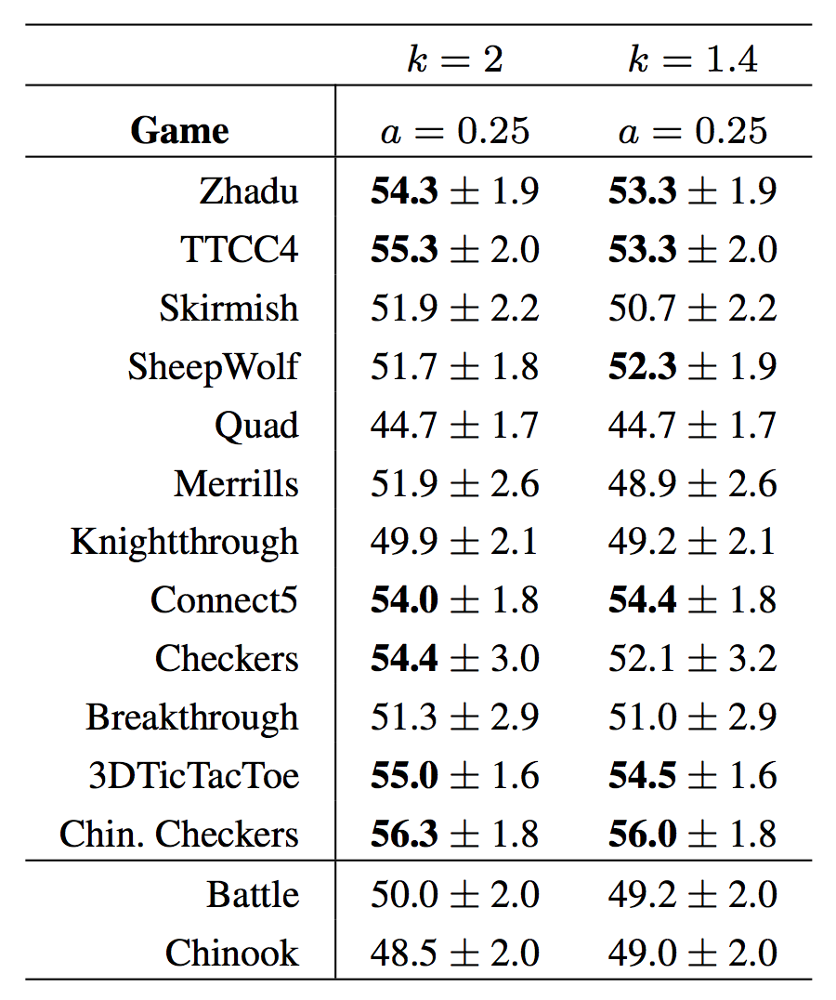 k = 2 k = 1.4
Game a = 0.25 a = 0.25
Zhadu 54.3 ± 1.9 53.3 ± 1.9
TTCC4 55.3 ± 2.0 53.3 ± 2.0
Skirmish 51.9 ± 2.2 50.7 ± 2.2
SheepWolf 51.7 ± 1.8 52.3 ± 1.9
Quad 44.7 ± 1.7 44.7 ± 1.7
Merrills 51.9 ± 2.6 48.9 ± 2.6
Knightthrough 49.9 ± 2.1 49.2 ± 2.1
Connect5 54.0 ± 1.8 54.4 ± 1.8
Checkers 54.4 ± 3.0 52.1 ± 3.2
Breakthrough 51.3 ± 2.9 51.0 ± 2.9
3DTicTacToe 55.0 ± 1.6 54.5 ± 1.6
Chin. Checkers 56.3 ± 1.8 56.0 ± 1.8
Battle 50.0 ± 2.0 49.2 ± 2.0
Chinook 48.5 ± 2.0 49.0 ± 2.0